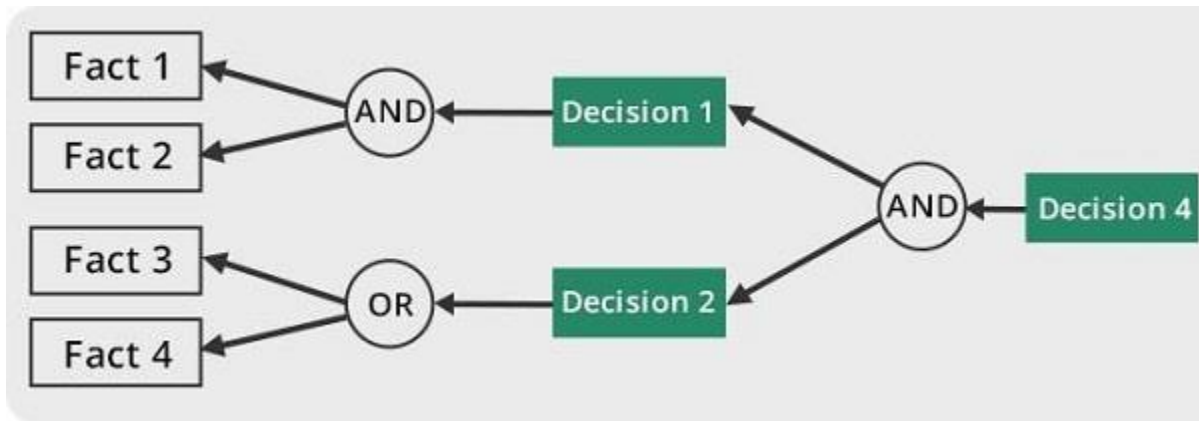 Fact 1
Fact 2
AND
Decision 1
Fact 3
Fact 4
OR
Decision 2
AND
Decision 4